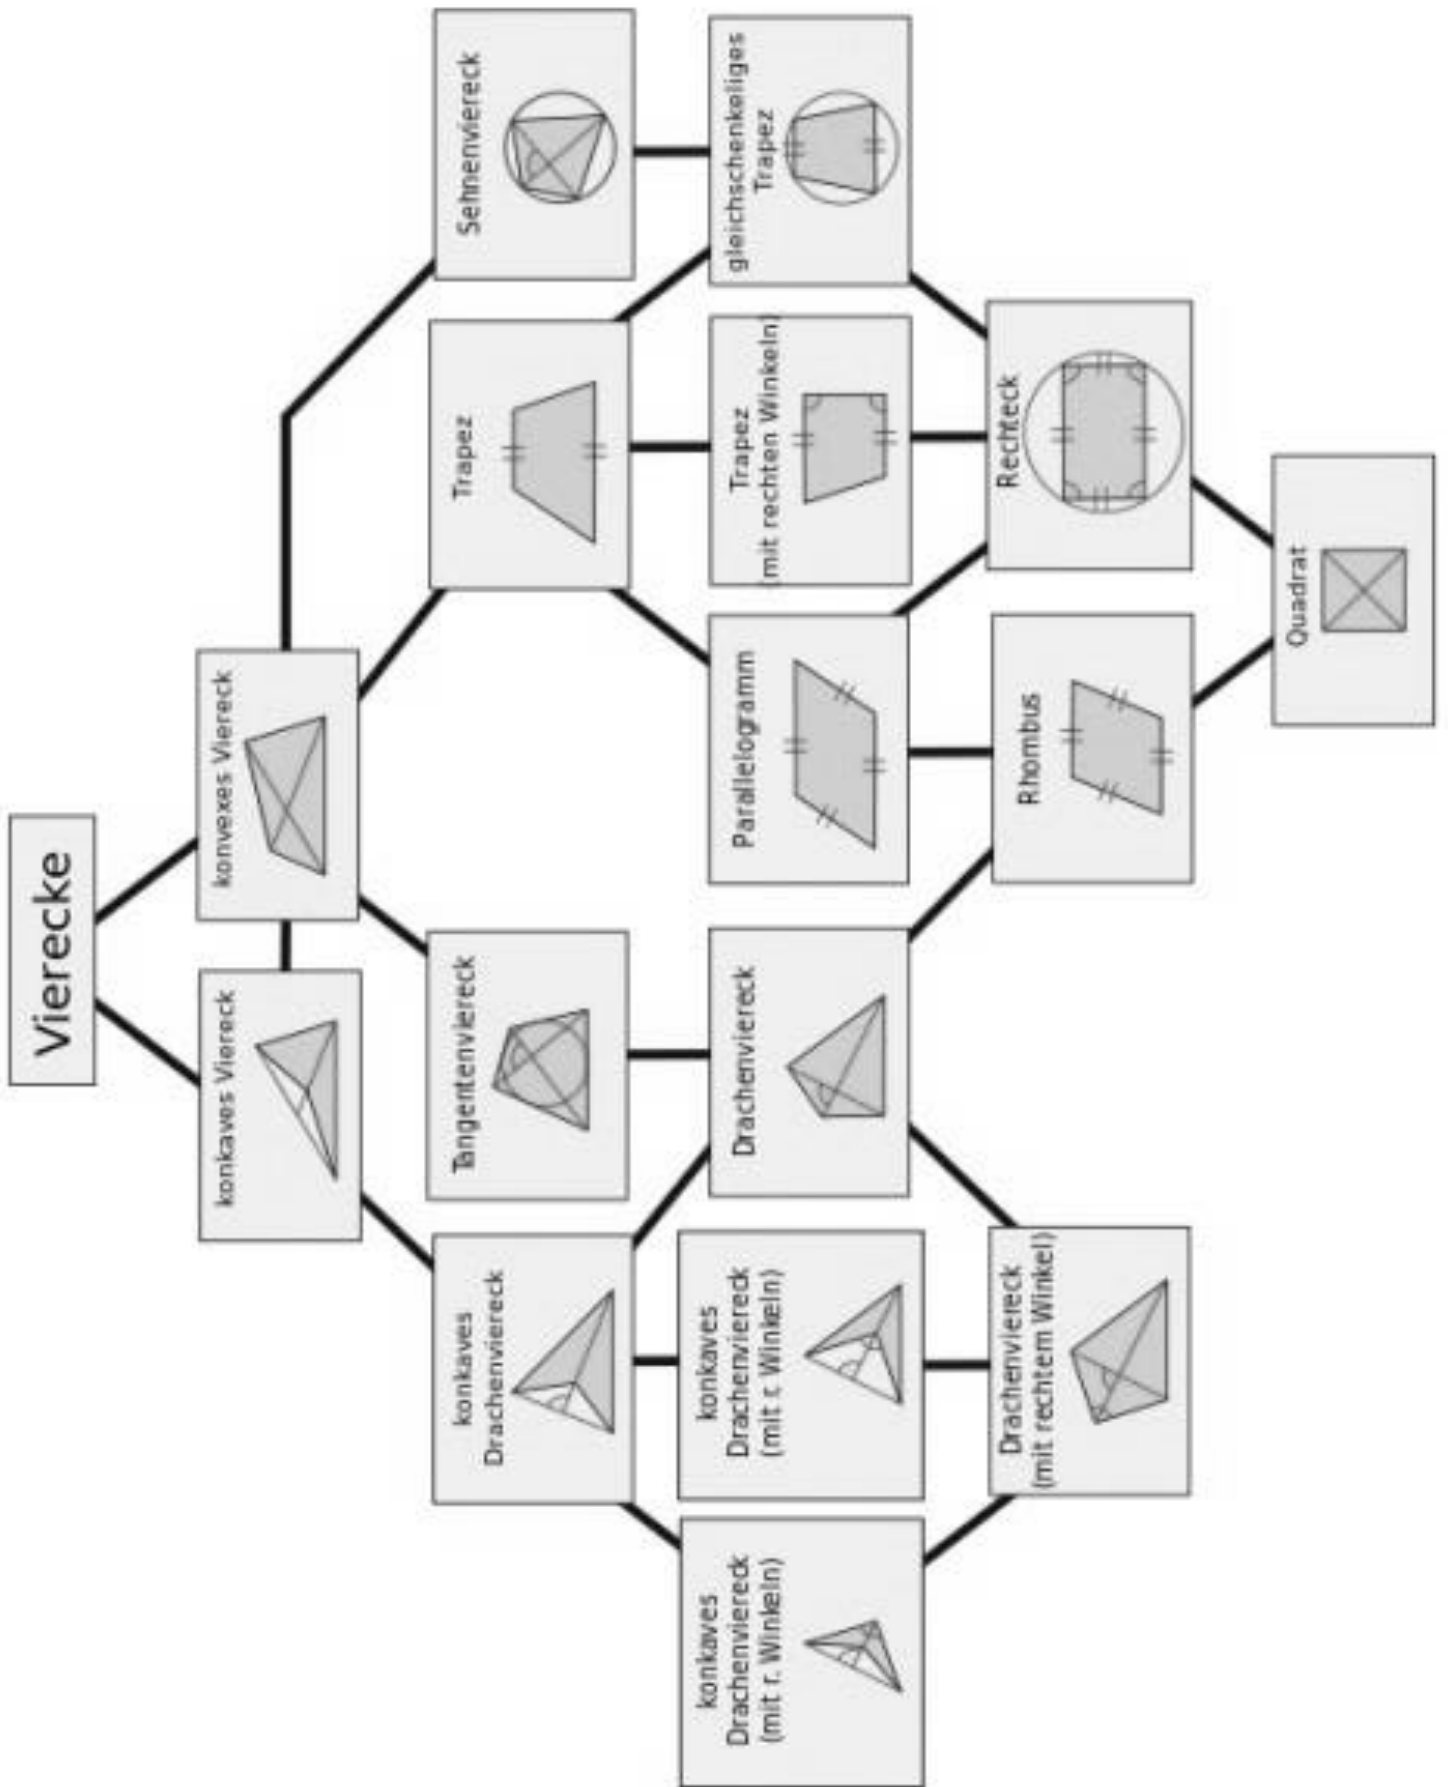 Vierecke
konkaves Viereck
konvexes Viereck
konkaves
Drachenviereck
Tangentenviereck
Trapez
Sehnenviereck
konkaves
Drachenviereck
(mit r. Winkeln)
konkaves
Drachenviereck
(mit r. Winkeln)
Drachenviereck
Parallelogramm
Trapez
(mit rechten Winkeln)
gleichschenkeliges
Trapez
Drachenviereck
(mit rechtem Winkel)
Rhombus
Rechteck
Quadrat